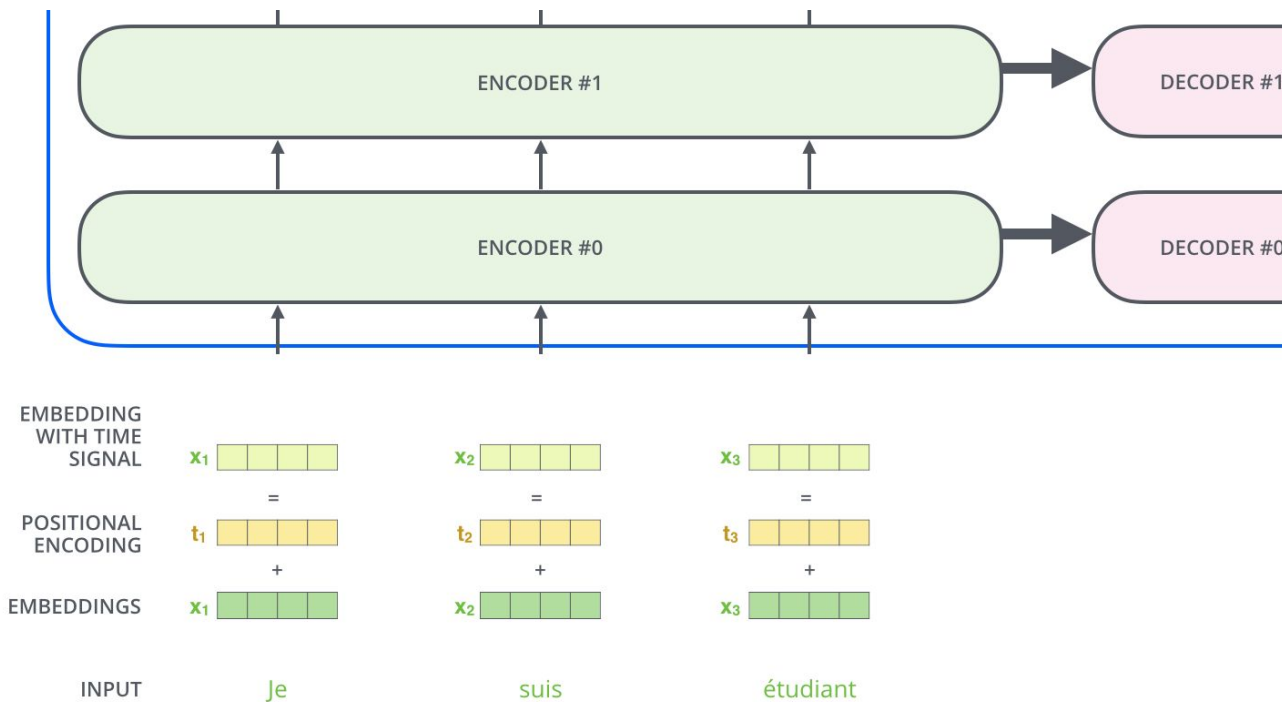 ENCODER #1
DECODER #1
ENCODER #0
DECODER #0
EMBEDDING
WITH TIME
SIGNAL
x₁
x₂
x₃
=
=
=
POSITIONAL
ENCODING
t₁
t₂
t₃
+
+
+
EMBEDDINGS
x₁
x₂
x₃
INPUT
Je
suis
étudiant